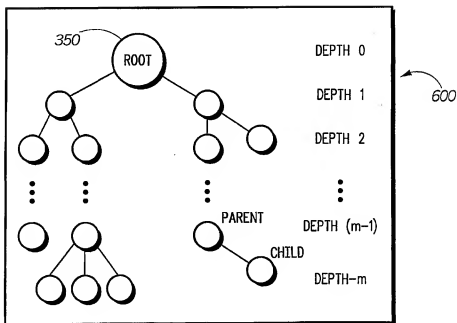 350
ROOT
DEPTH 0
DEPTH 1
600
DEPTH 2
PARENT
DEPTH (m-1)
CHILD
DEPTH-m